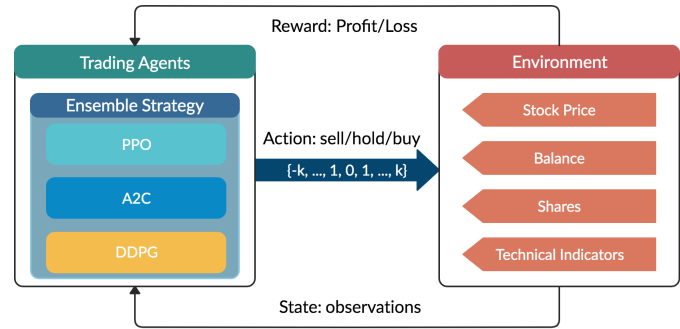 Reward: Profit/Loss
Trading Agents
Environment
Ensemble Strategy
PPO
A2C
DDPG
Action: sell/hold/buy
{-k, ..., 1, 0, 1, ..., k}
Stock Price
Balance
Shares
Technical Indicators
State: observations